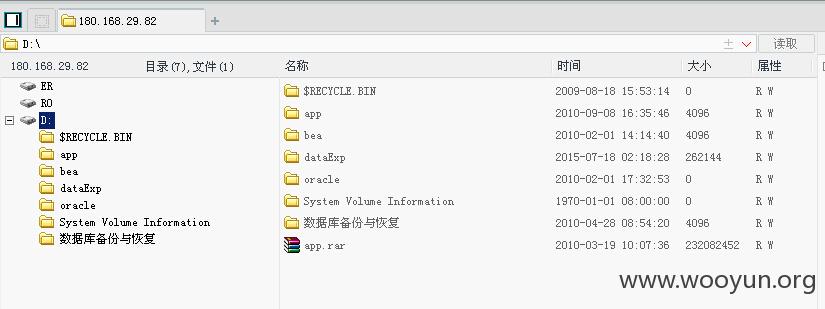 180.168.29.82
+
D:\
读取
180.168.29.82 目录(7),文件(1)
ER
RO
D:
$RECYCLE.BIN
app
bea
dataExp
oracle
System Volume Information
数据库备份与恢复
名称 时间 大小 属性
$RECYCLE.BIN 2009-08-18 15:53:14 0 R W
app 2010-09-08 16:35:46 4096 R W
bea 2010-02-01 14:14:40 4096 R W
dataExp 2015-07-18 02:18:28 262144 R W
oracle 2010-02-01 17:32:53 0 R W
System Volume Information 1970-01-01 08:00:00 0 R W
数据库备份与恢复 2010-04-28 08:54:20 4096 R W
app.rar 2010-03-19 10:07:36 232082452 R W
www.wooyun.org